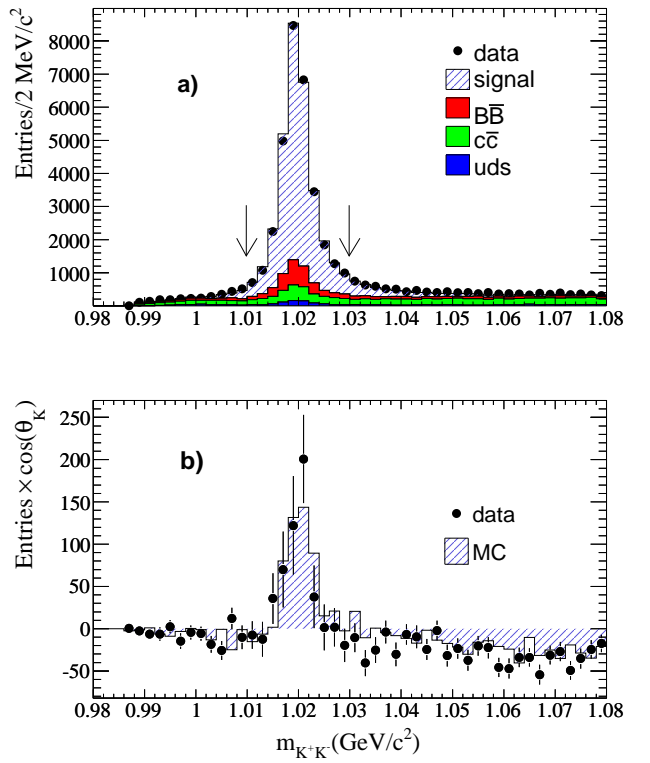 Entries/2 MeV/c²
8000
7000
6000
5000
4000
3000
2000
1000
a)
data
signal
BB̅
cc̅
uds
0.98 0.99 1 1.01 1.02 1.03 1.04 1.05 1.06 1.07 1.08
Entries × cos(θ_K)
250
200
150
100
50
0
-50
b)
data
MC
0.98 0.99 1 1.01 1.02 1.03 1.04 1.05 1.06 1.07 1.08
m_K⁺K⁻(GeV/c²)